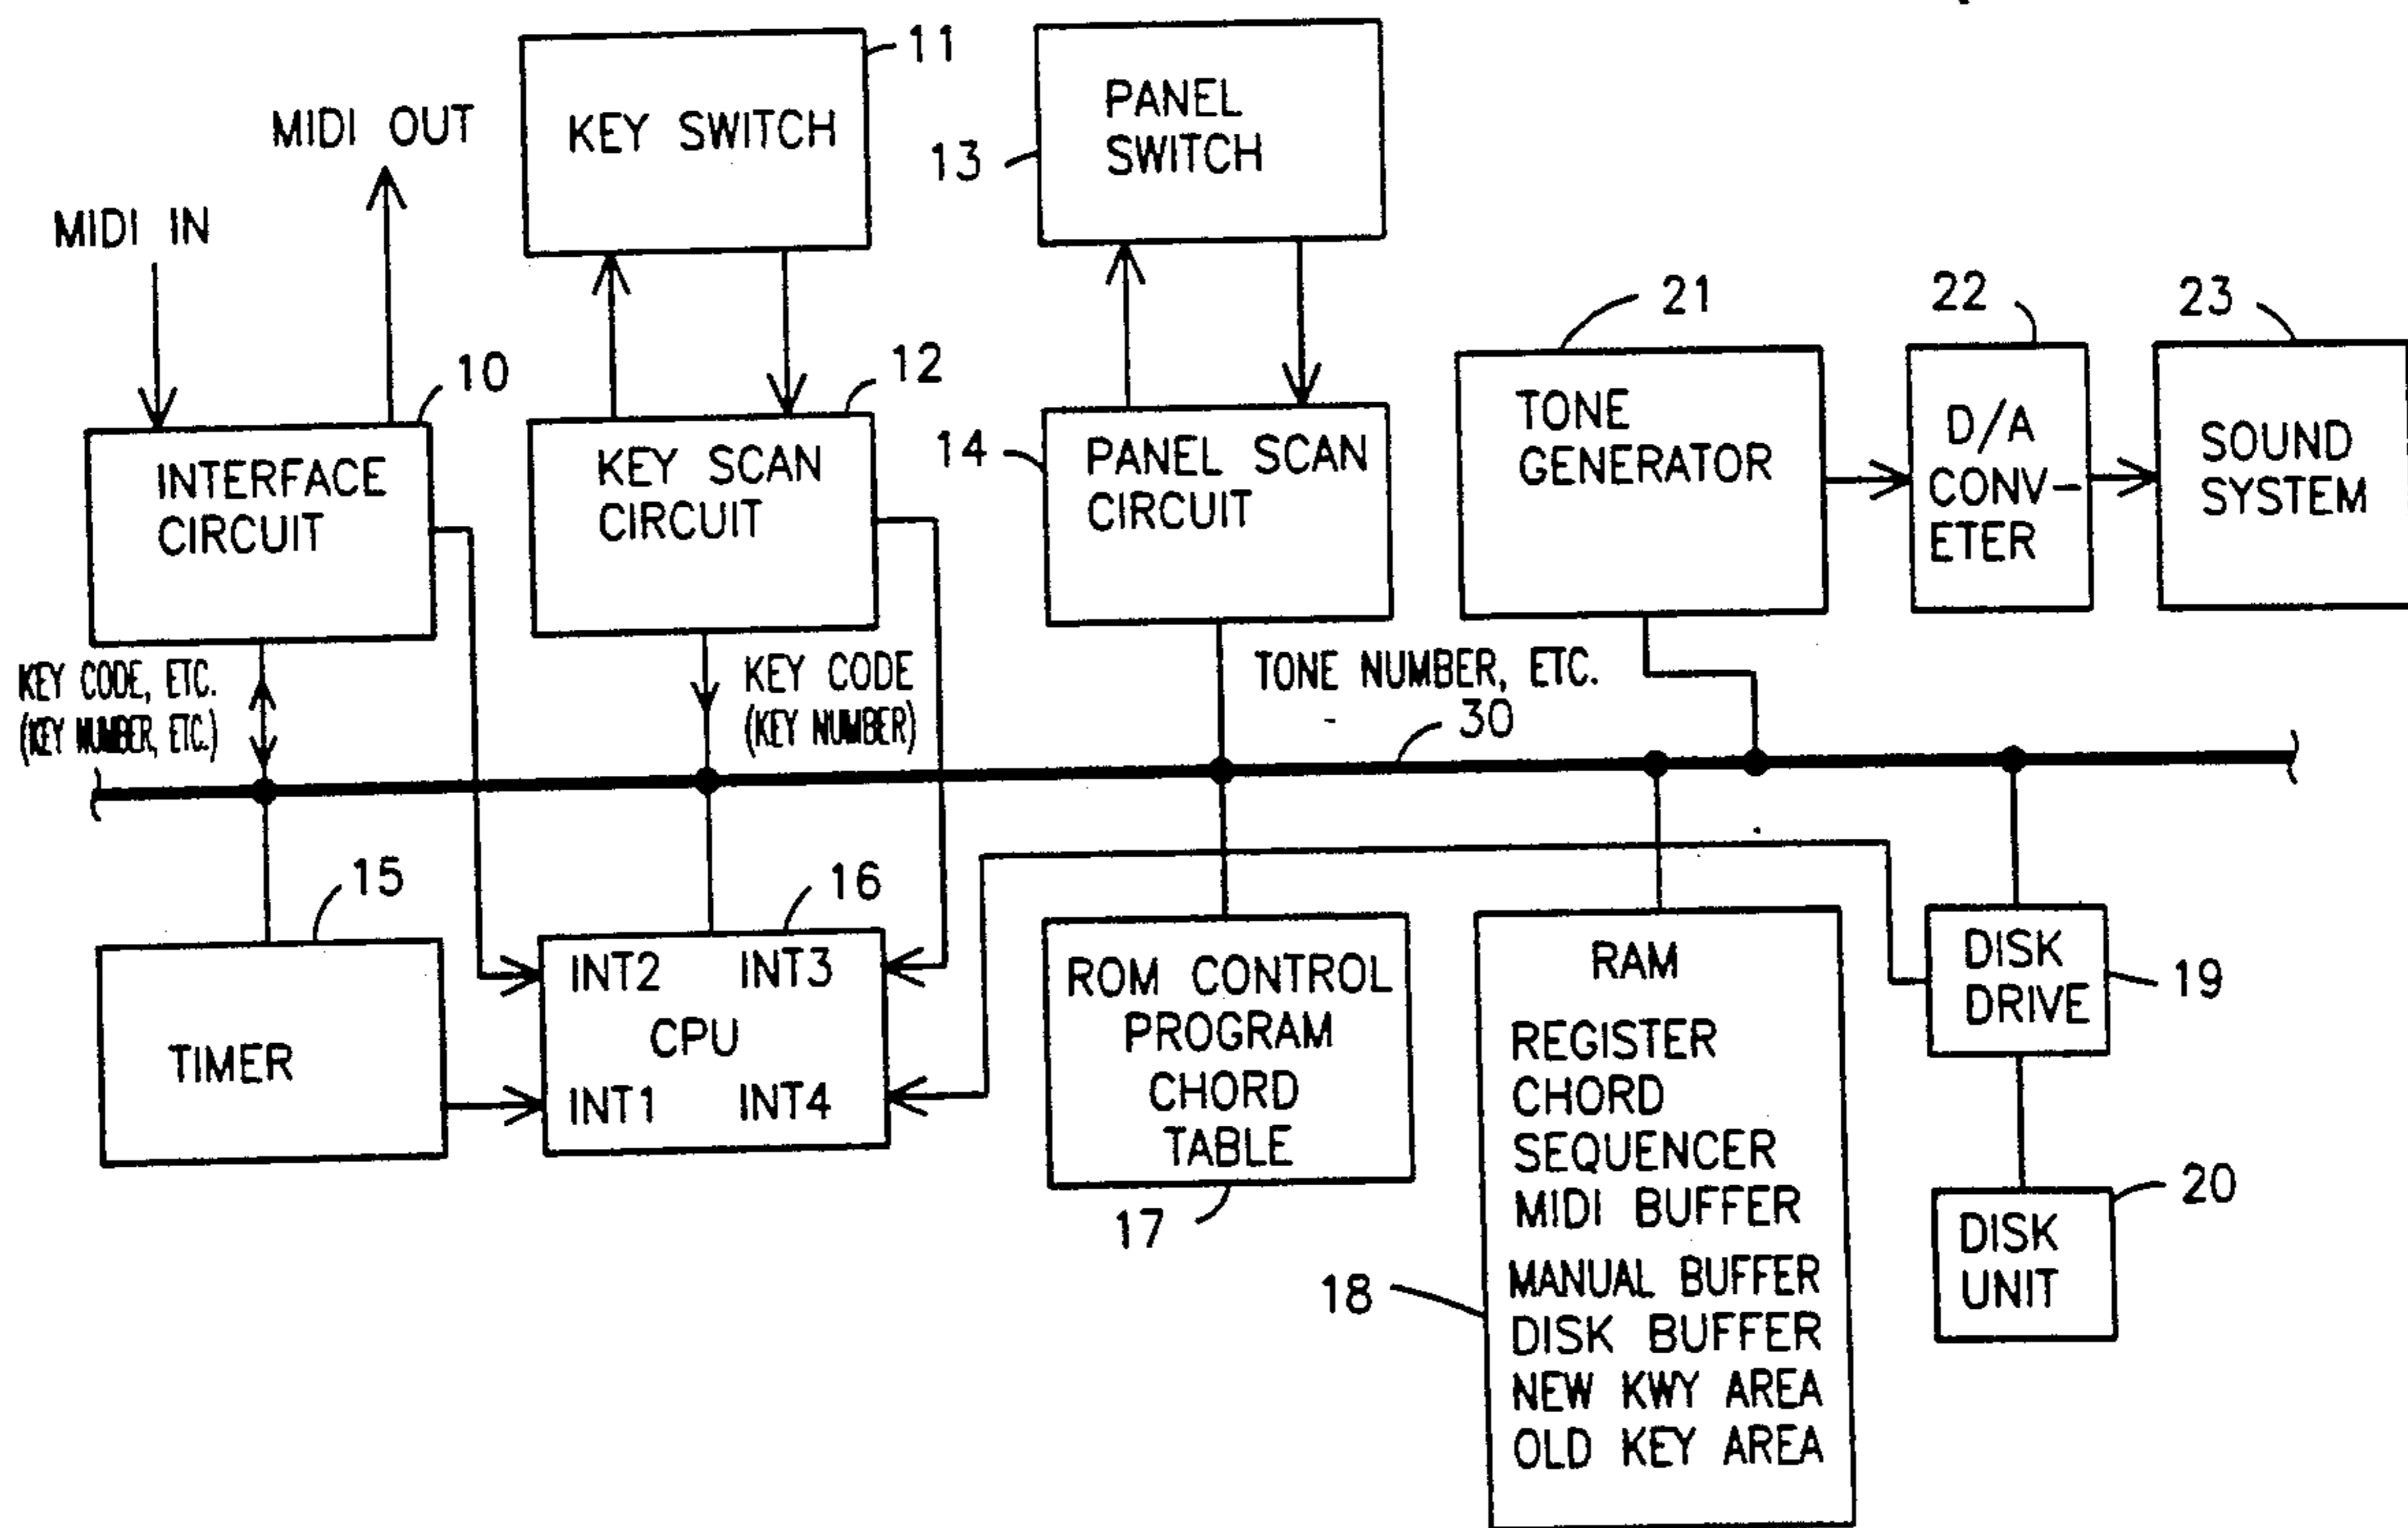 11
KEY SWITCH
13
PANEL
SWITCH
MIDI OUT
MIDI IN
10
INTERFACE
CIRCUIT
12
KEY SCAN
CIRCUIT
14
PANEL SCAN
CIRCUIT
21
TONE
GENERATOR
22
D/A
CONV-
ETER
23
SOUND
SYSTEM
KEY CODE, ETC.
(KEY NUMBER, ETC.)
KEY CODE
(KEY NUMBER)
TONE NUMBER, ETC.
30
15
TIMER
16
INT2 INT3
CPU
INT1 INT4
ROM CONTROL
PROGRAM
CHORD
TABLE
17
RAM
REGISTER
CHORD
SEQUENCER
MIDI BUFFER
MANUAL BUFFER
DISK BUFFER
NEW KWY AREA
OLD KEY AREA
18
DISK
DRIVE
19
DISK
UNIT
20